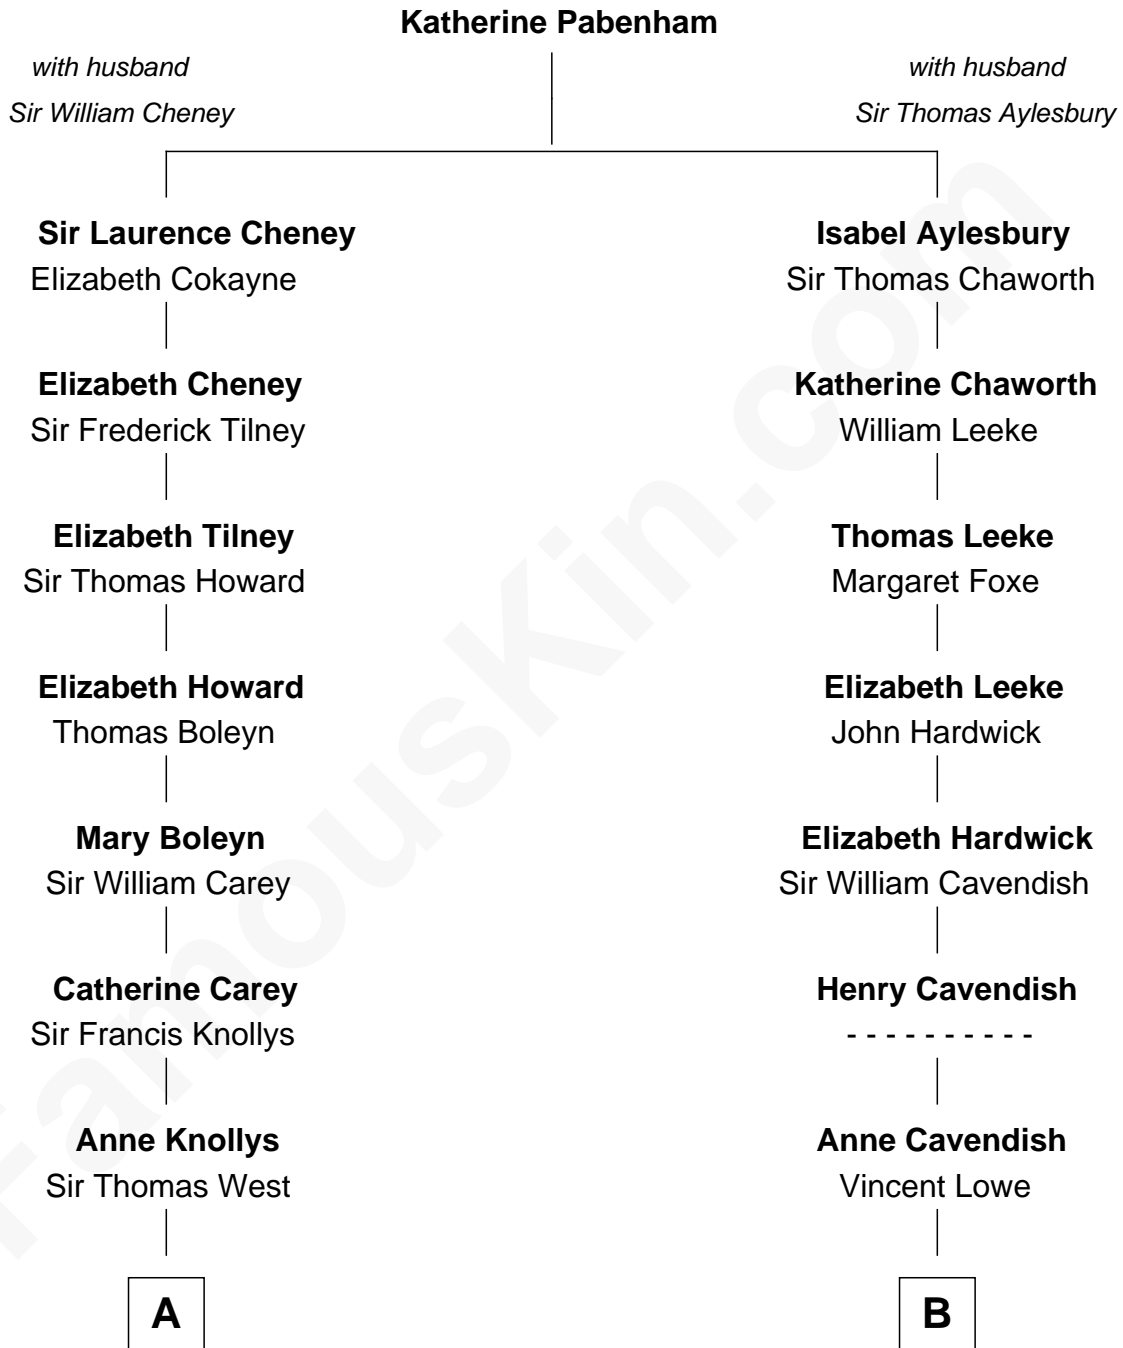 Katherine Pabenham
with husband
Sir William Cheney
with husband
Sir Thomas Aylesbury
Sir Laurence Cheney
Elizabeth Cokayne
Isabel Aylesbury
Sir Thomas Chaworth
Elizabeth Cheney
Sir Frederick Tilney
Katherine Chaworth
William Leeke
Elizabeth Tilney
Sir Thomas Howard
Thomas Leeke
Margaret Foxe
Elizabeth Howard
Thomas Boleyn
Elizabeth Leeke
John Hardwick
Mary Boleyn
Sir William Carey
Elizabeth Hardwick
Sir William Cavendish
Catherine Carey
Sir Francis Knollys
Henry Cavendish
- - - - - - - - - -
Anne Knollys
Sir Thomas West
Anne Cavendish
Vincent Lowe
A
B
FamousKin.com